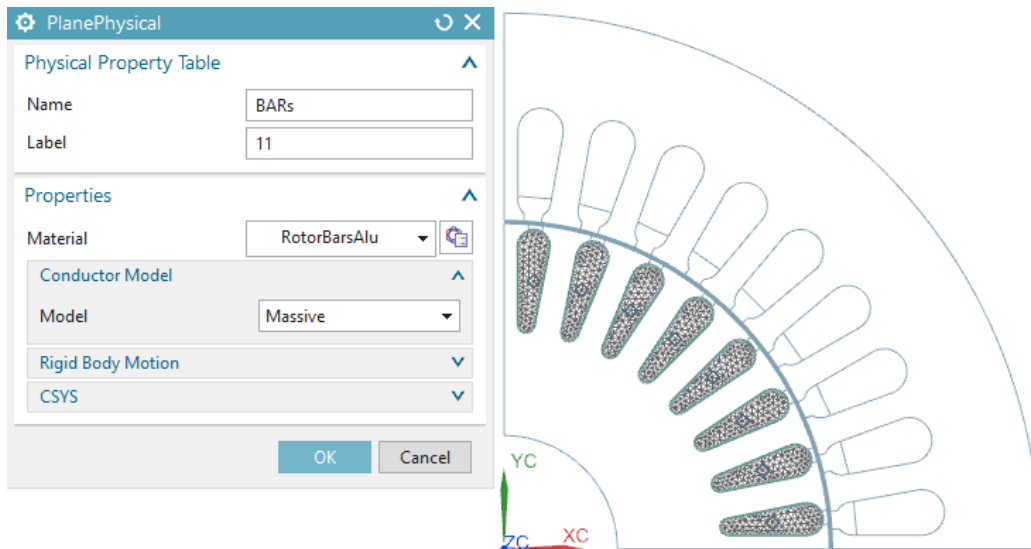 PlanePhysical
Physical Property Table
Name BARs
Label 11
Properties
Material RotorBarsAlu
Conductor Model
Model Massive
Rigid Body Motion
CSYS
OK Cancel
YC
ZC XC